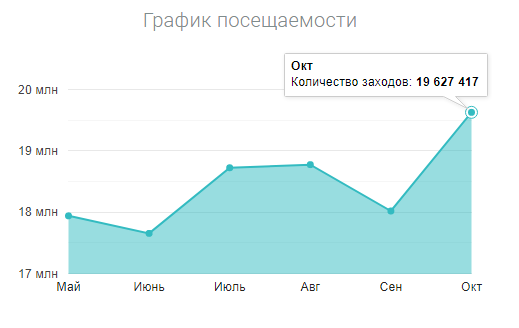 График посещаемости
Окт
Количество заходов: 19 627 417
20 млн
19 млн
18 млн
17 млн
Май Июнь Июль Авг Сен Окт